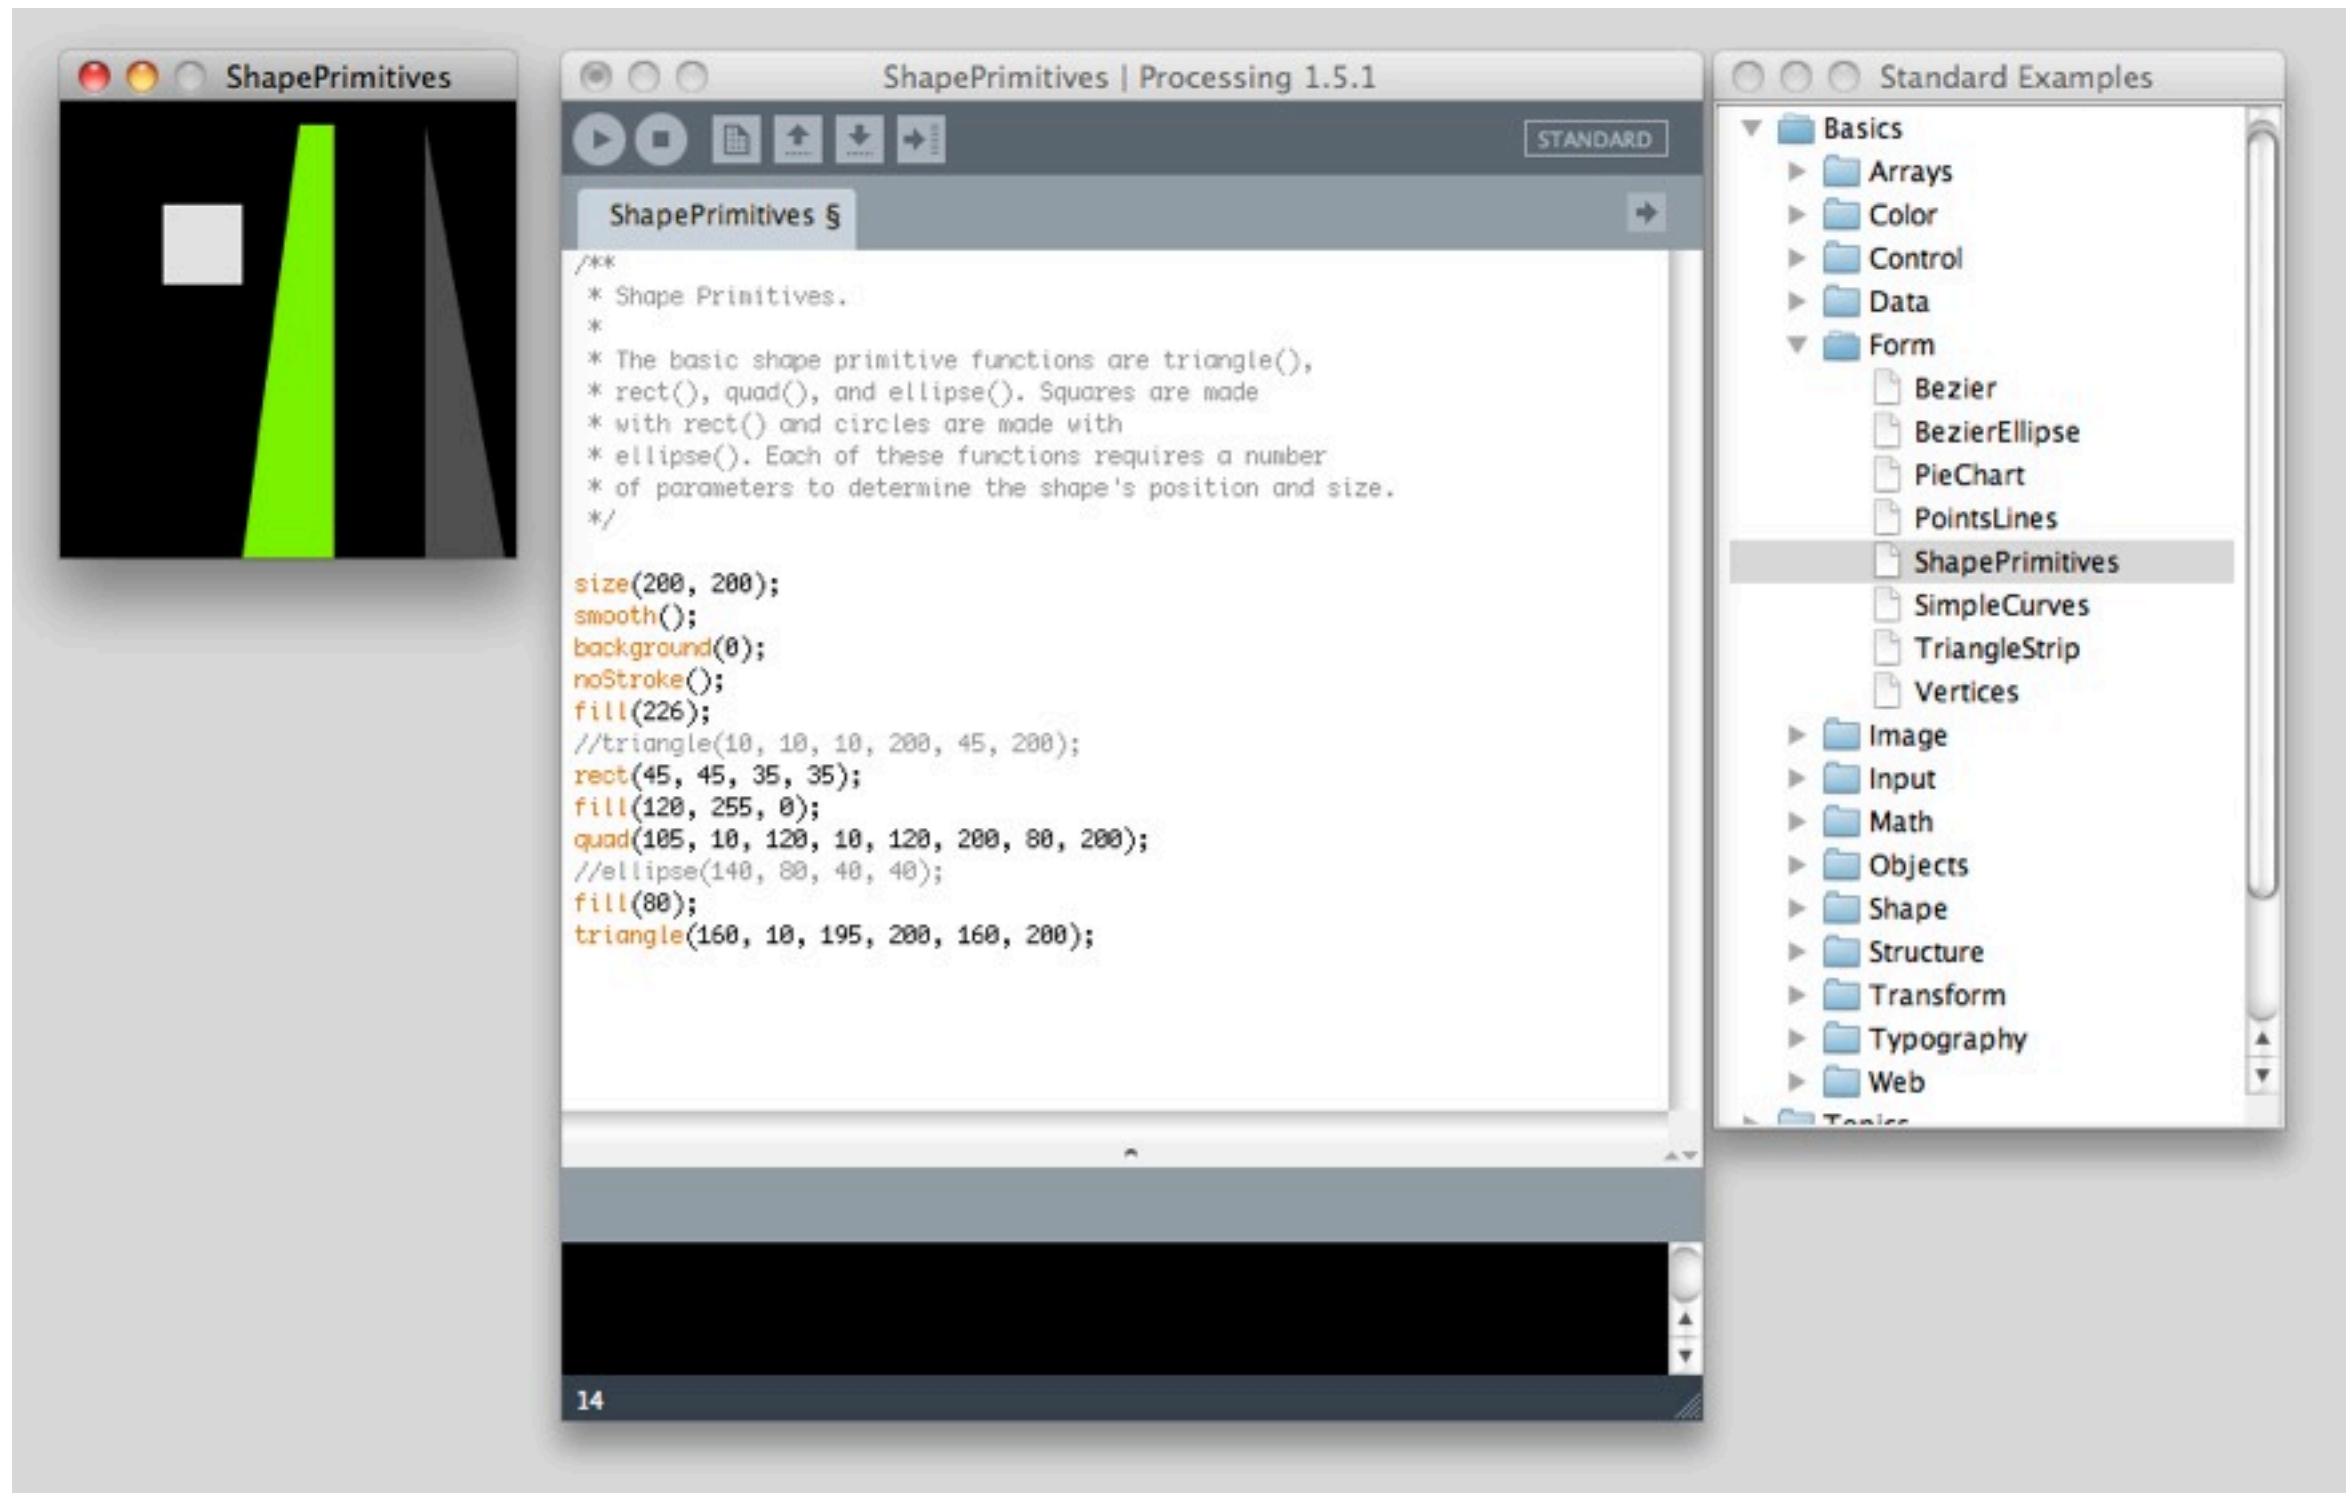 ShapePrimitives
ShapePrimitives | Processing 1.5.1
STANDARD
ShapePrimitives §
/**
 * Shape Primitives.
 *
 * The basic shape primitive functions are triangle(),
 * rect(), quad(), and ellipse(). Squares are made
 * with rect() and circles are made with
 * ellipse(). Each of these functions requires a number
 * of parameters to determine the shape's position and size.
 */
size(200, 200);
smooth();
background(0);
noStroke();
fill(226);
//triangle(10, 10, 10, 200, 45, 200);
rect(45, 45, 35, 35);
fill(120, 255, 0);
quad(105, 10, 120, 10, 120, 200, 80, 200);
//ellipse(140, 80, 40, 40);
fill(80);
triangle(160, 10, 195, 200, 160, 200);
14
Standard Examples
Basics
Arrays
Color
Control
Data
Form
Bezier
BezierEllipse
PieChart
PointsLines
ShapePrimitives
SimpleCurves
TriangleStrip
Vertices
Image
Input
Math
Objects
Shape
Structure
Transform
Typography
Web
Topics